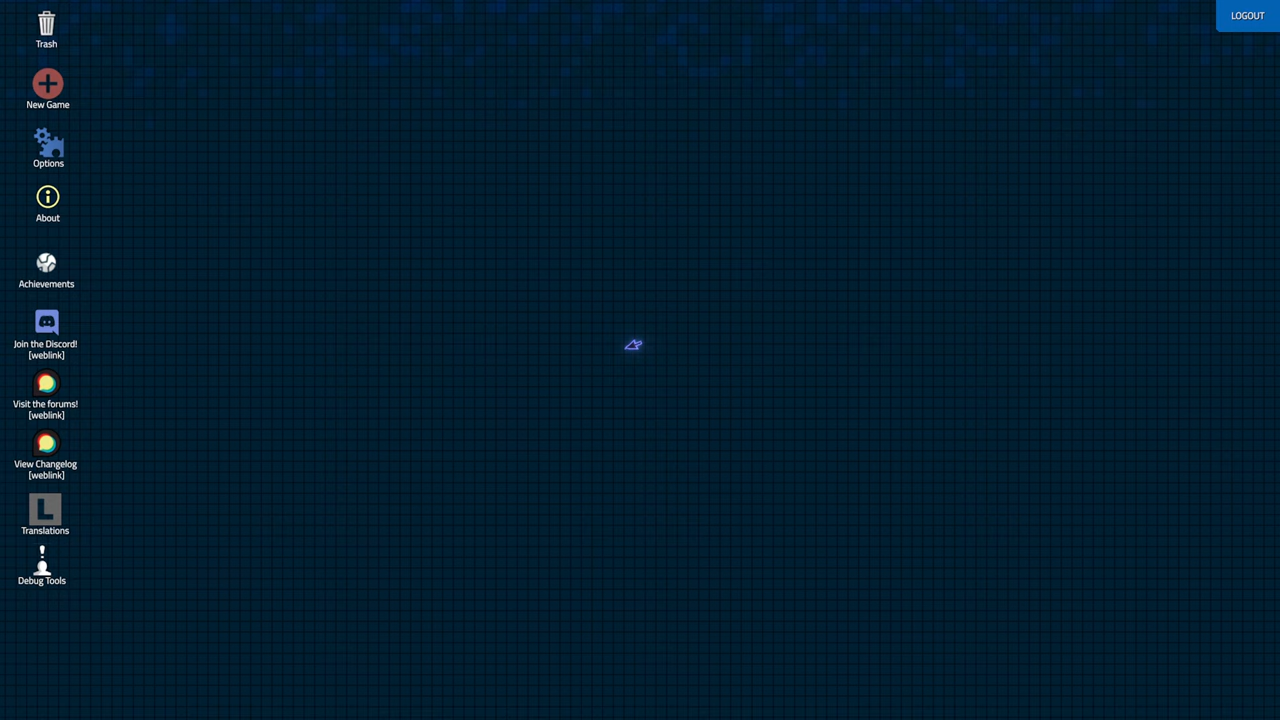 LOGOUT
Trash
New Game
Options
About
Achievements
Join the Discord!
[weblink]
Visit the forums!
[weblink]
View Changelog
[weblink]
L
Translations
Debug Tools